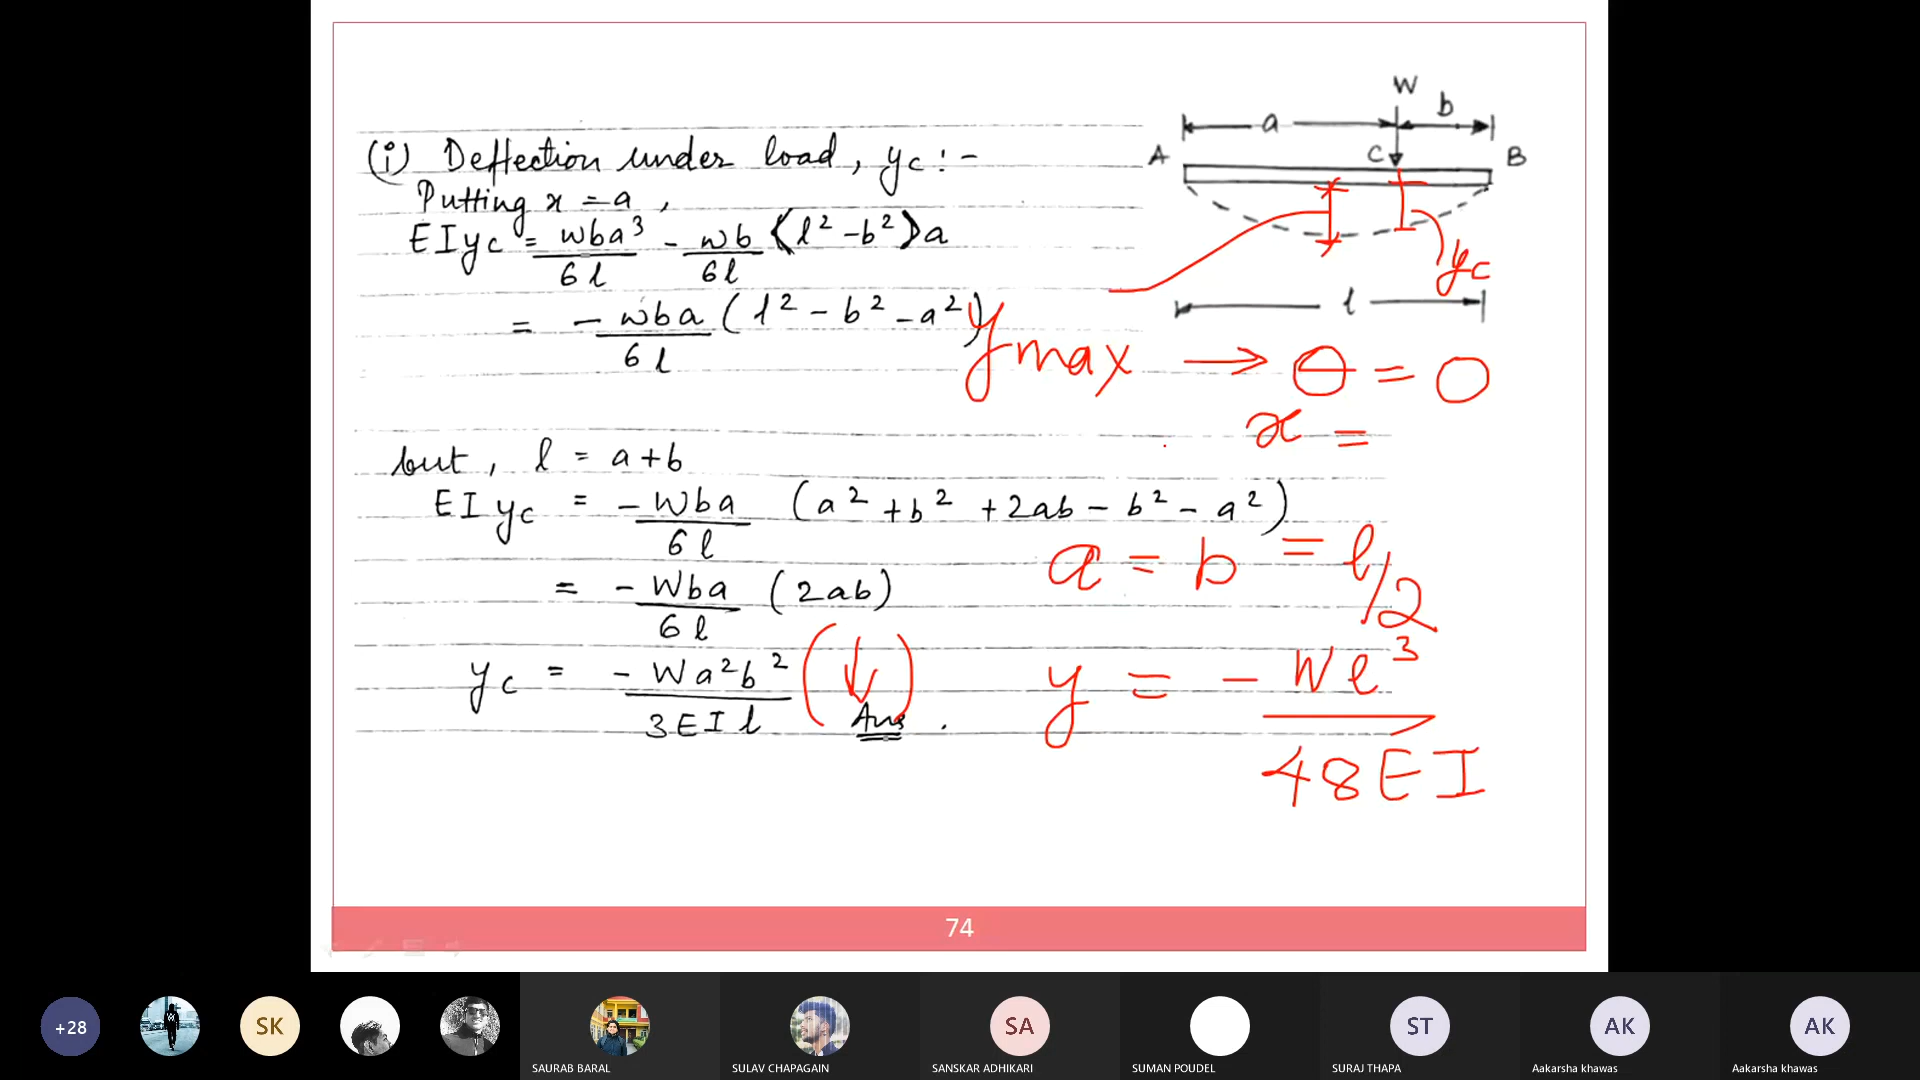 W
a
b
A
C
B
(i) Deflection under load, yc :-
Putting x = a,
EIyc = wba³/6l - wb/6l (l² - b²)a
yc
l
= - wba/6l (l² - b² - a²)
ymax → θ = 0
x =
but, l = a+b
EIyc = - Wba/6l (a² + b² + 2ab - b² - a²)
a = b = l/2
= - Wba/6l (2ab)
yc = - Wa²b²/3EIl (↓) Ans.
y = - Wl³/48EI
74
+28
SK
SA
ST
AK
AK
SAURAB BARAL
SULAV CHAPAGAIN
SANSKAR ADHIKARI
SUMAN POUDEL
SURAJ THAPA
Aakarsha khawas
Aakarsha khawas